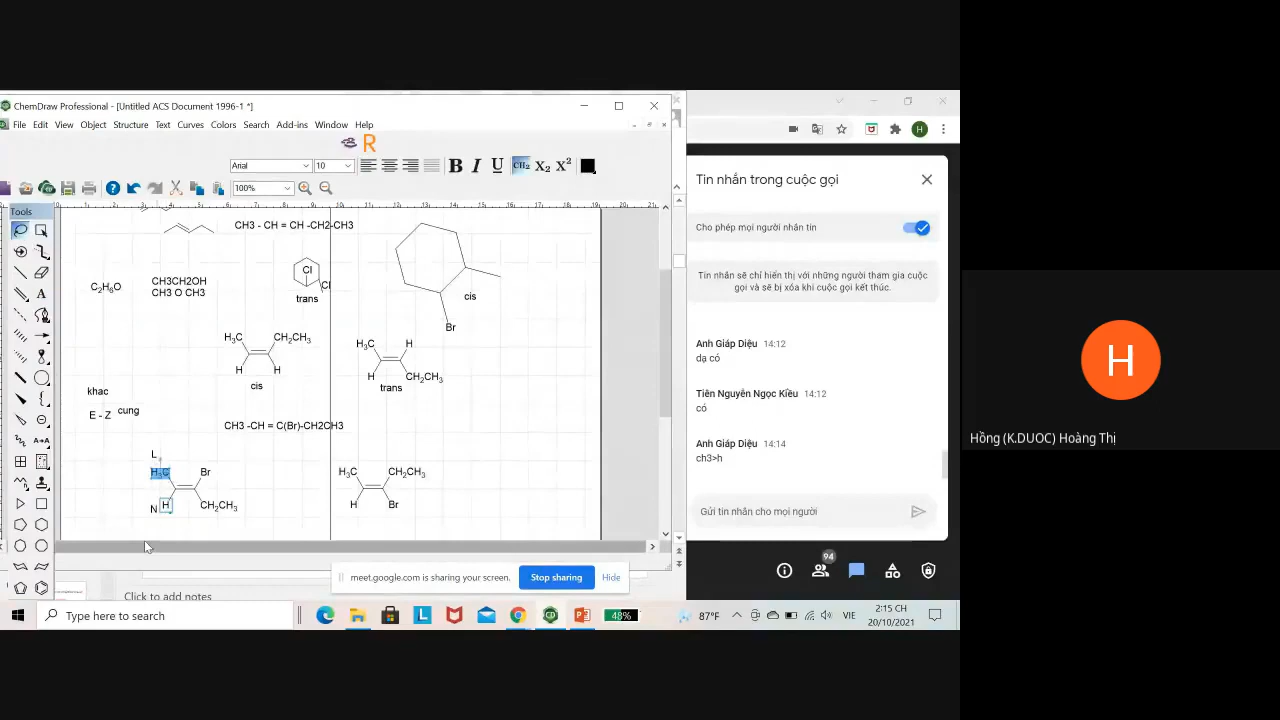 ChemDraw Professional - [Untitled ACS Document 1996-1 *]
File Edit View Object Structure Text Curves Colors Search Add-ins Window Help
R
Arial 10 B I U CH₂ X₂ X²
100%
Tools
CH3 - CH = CH -CH2-CH3
C₂H₆O
CH3CH2OH
CH3 O CH3
Cl
Cl
trans
cis
Br
H₃C CH₂CH₃
H H
cis
H₃C H
H CH₂CH₃
trans
khac
E - Z cung
CH3 -CH = C(Br)-CH2CH3
L
H₃C Br
N H CH₂CH₃
H₃C CH₂CH₃
H Br
meet.google.com is sharing your screen. Stop sharing Hide
Click to add notes
H
Tin nhắn trong cuộc gọi
Cho phép mọi người nhắn tin
Tin nhắn sẽ chỉ hiển thị với những người tham gia cuộc
gọi và sẽ bị xóa khi cuộc gọi kết thúc.
Anh Giáp Diệu 14:12
dạ có
Tiên Nguyễn Ngọc Kiều 14:12
có
Anh Giáp Diệu 14:14
ch3>h
Gửi tin nhắn cho mọi người
94
H
Hồng (K.DUOC) Hoàng Thị
Type here to search
48%
87°F
VIE
2:15 CH
20/10/2021